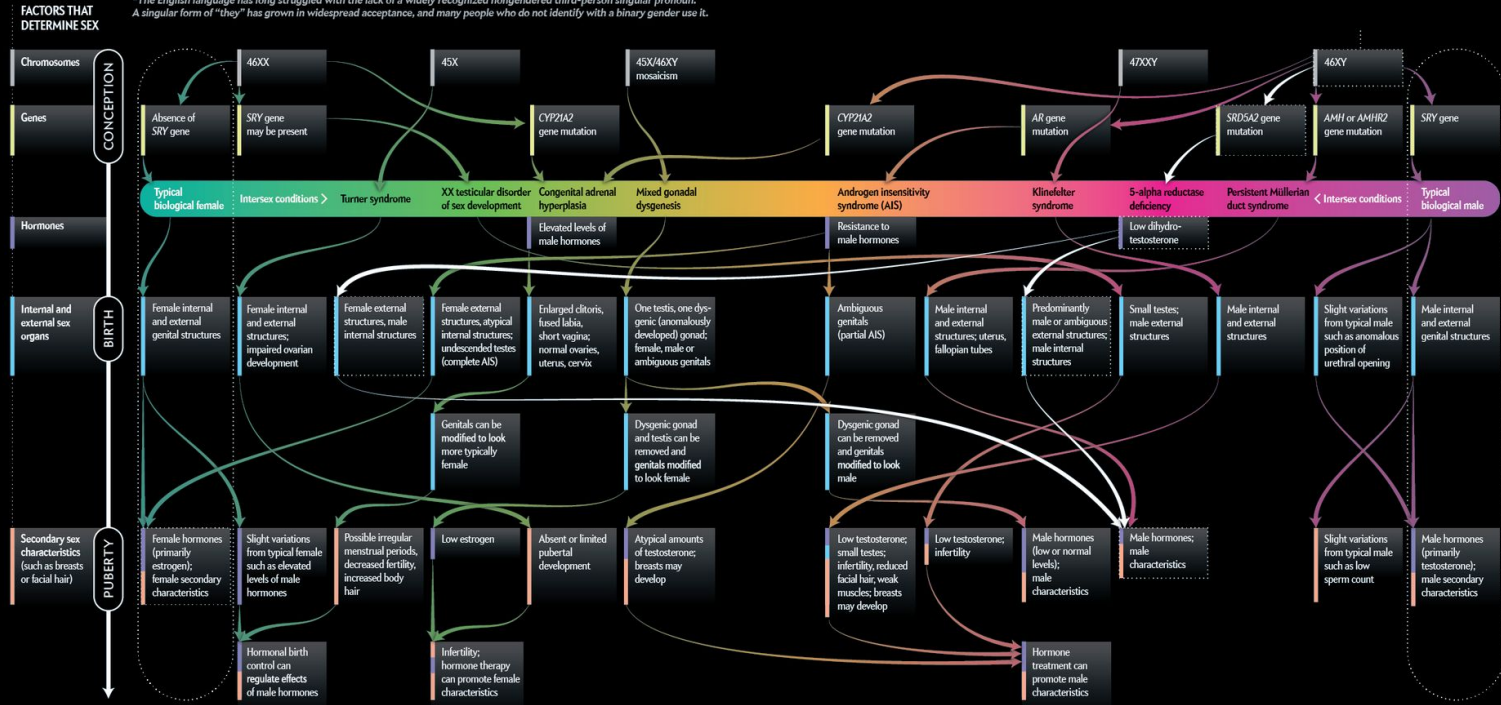 *The English language has long struggled with the lack of a widely recognized nongendered third-person singular pronoun.
A singular form of “they” has grown in widespread acceptance, and many people who do not identify with a binary gender use it.
FACTORS THAT
DETERMINE SEX
CONCEPTION
Chromosomes
46XX
45X
45X/46XY
mosaicism
47XXY
46XY
Genes
Absence of
SRY gene
SRY gene
may be present
CYP21A2
gene mutation
CYP21A2
gene mutation
AR gene
mutation
SRD5A2 gene
mutation
AMH or AMHR2
gene mutation
SRY gene
Typical
biological female
Intersex conditions >
Turner syndrome
XX testicular disorder
of sex development
Congenital adrenal
hyperplasia
Mixed gonadal
dysgenesis
Androgen insensitivity
syndrome (AIS)
Klinefelter
syndrome
5-alpha reductase
deficiency
Persistent Müllerian
duct syndrome
< Intersex conditions
Typical
biological male
Hormones
Elevated levels of
male hormones
Resistance to
male hormones
Low dihydro-
testosterone
BIRTH
Internal and
external sex
organs
Female internal
and external
genital structures
Female internal
and external
structures;
impaired ovarian
development
Female external
structures, male
internal structures
Female external
structures, atypical
internal structures;
undescended testes
(complete AIS)
Enlarged clitoris,
fused labia,
short vagina;
normal ovaries,
uterus, cervix
One testis, one dys-
genic (anomalously
developed) gonad;
female, male or
ambiguous genitals
Ambiguous
genitals
(partial AIS)
Male internal
and external
structures; uterus,
fallopian tubes
Predominantly
male or ambiguous
external structures;
male internal
structures
Small testes;
male external
structures
Male internal
and external
structures
Slight variations
from typical male
such as anomalous
position of
urethral opening
Male internal
and external
genital structures
Genitals can be
modified to look
more typically
female
Dysgenic gonad
and testis can be
removed and
genitals modified
to look female
Dysgenic gonad
can be removed
and genitals
modified to look
male
PUBERTY
Secondary sex
characteristics
(such as breasts
or facial hair)
Female hormones
(primarily
estrogen);
female secondary
characteristics
Slight variations
from typical female
such as elevated
levels of male
hormones
Possible irregular
menstrual periods,
decreased fertility,
increased body
hair
Low estrogen
Absent or limited
pubertal
development
Atypical amounts
of testosterone;
breasts may
develop
Low testosterone;
small testes;
infertility, reduced
facial hair, weak
muscles; breasts
may develop
Low testosterone;
infertility
Male hormones
(low or normal
levels);
male
characteristics
Male hormones;
male
characteristics
Slight variations
from typical male
such as low
sperm count
Male hormones
(primarily
testosterone);
male secondary
characteristics
Hormonal birth
control can
regulate effects
of male hormones
Infertility;
hormone therapy
can promote female
characteristics
Hormone
treatment can
promote male
characteristics